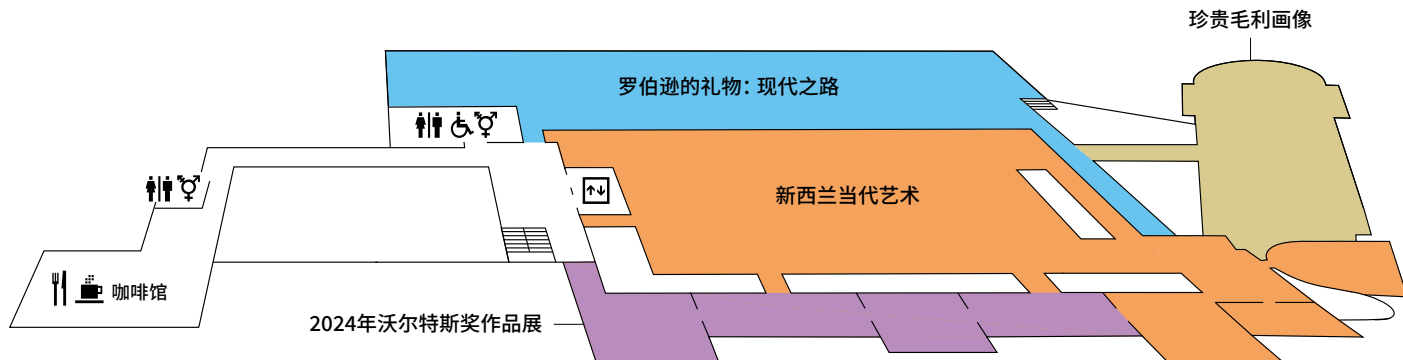 珍贵毛利画像
罗伯逊的礼物：现代之路
新西兰当代艺术
咖啡馆
2024年沃尔特斯奖作品展